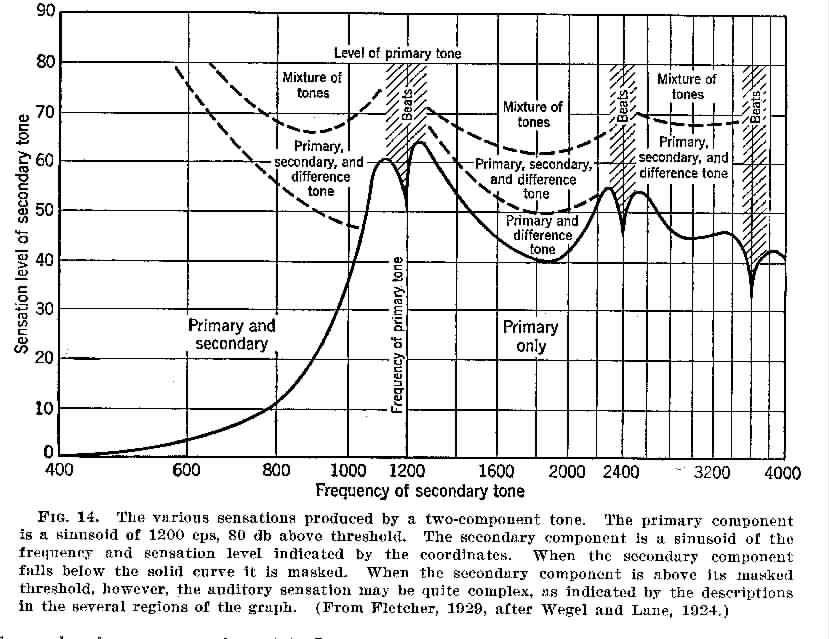 90
80
70
60
50
40
30
20
10
0
Sensation level of secondary tone
Level of primary tone
Mixture of
tones
Beats
Mixture of
tones
Beats
Mixture of
tones
Beats
Primary,
secondary, and
difference
tone
Primary, secondary,
and difference
tone
Primary,
secondary, and
difference tone
Primary and
difference
tone
Primary and
secondary
Frequency of primary tone
Primary
only
400 600 800 1000 1200 1600 2000 2400 3200 4000
Frequency of secondary tone
FIG. 14. The various sensations produced by a two-component tone. The primary component
is a sinusoid of 1200 cps, 80 db above threshold. The secondary component is a sinusoid of the
frequency and sensation level indicated by the coordinates. When the secondary component
falls below the solid curve it is masked. When the secondary component is above its masked
threshold, however, the auditory sensation may be quite complex, as indicated by the descriptions
in the several regions of the graph. (From Fletcher, 1929, after Wegel and Lane, 1924.)